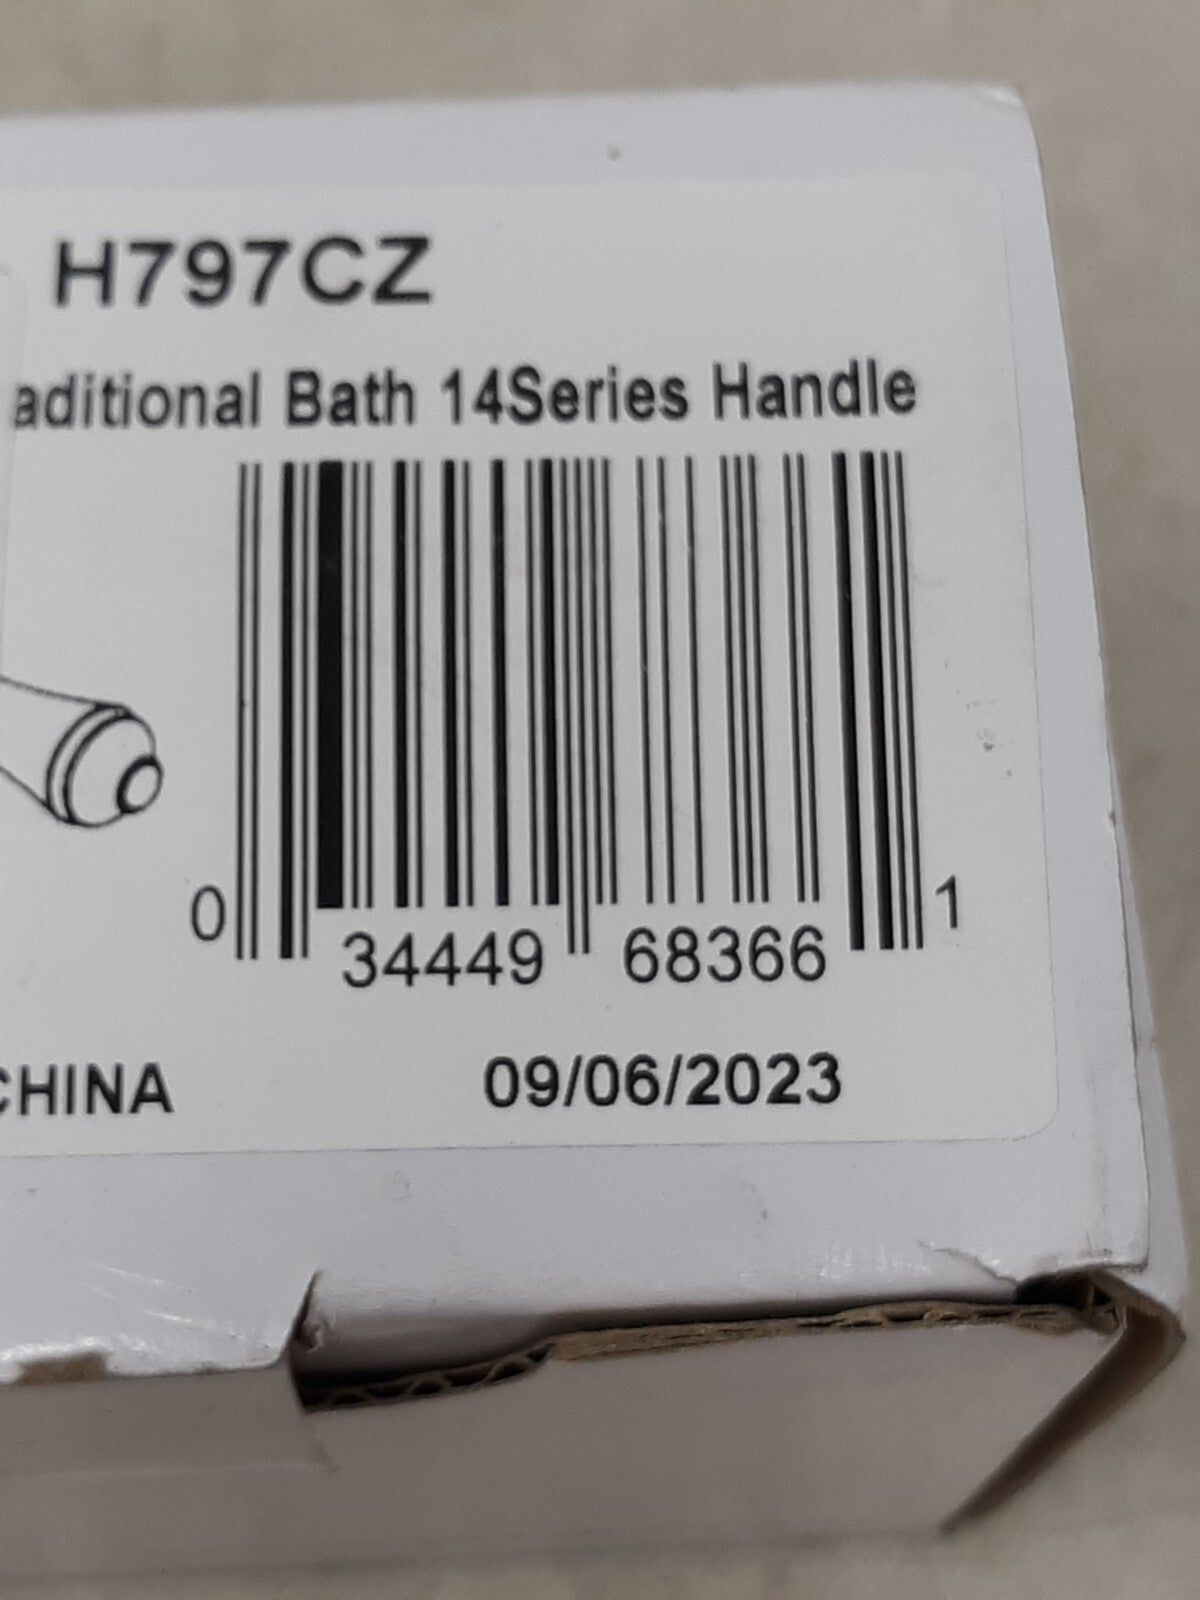 H797CZ
aditional Bath 14Series Handle
0 34449 68366 1
CHINA 09/06/2023